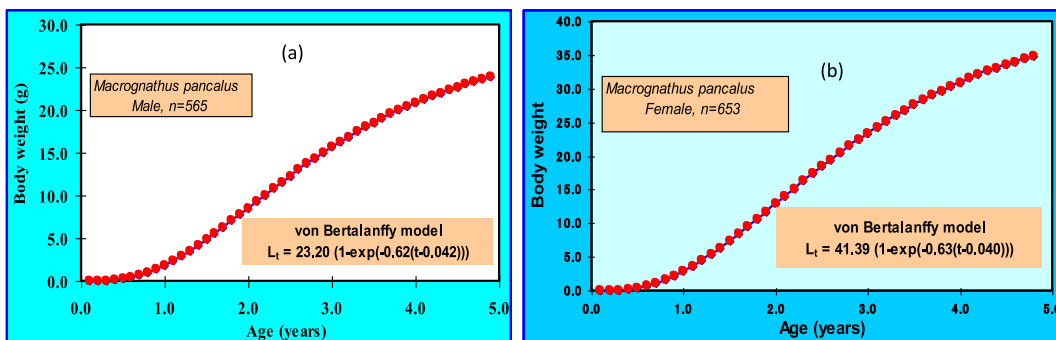 30.0
25.0
20.0
15.0
10.0
5.0
0.0
Body weight (g)
(a)
Macrognathus pancalus
Male, n=565
von Bertalanffy model
Lt = 23.20 (1-exp(-0.62(t-0.042)))
0.0 1.0 2.0 3.0 4.0 5.0
Age (years)
40.0
35.0
30.0
25.0
20.0
15.0
10.0
5.0
0.0
Body weight
(b)
Macrognathus pancalus
Female, n=653
von Bertalanffy model
Lt = 41.39 (1-exp(-0.63(t-0.040)))
0.0 1.0 2.0 3.0 4.0 5.0
Age (years)